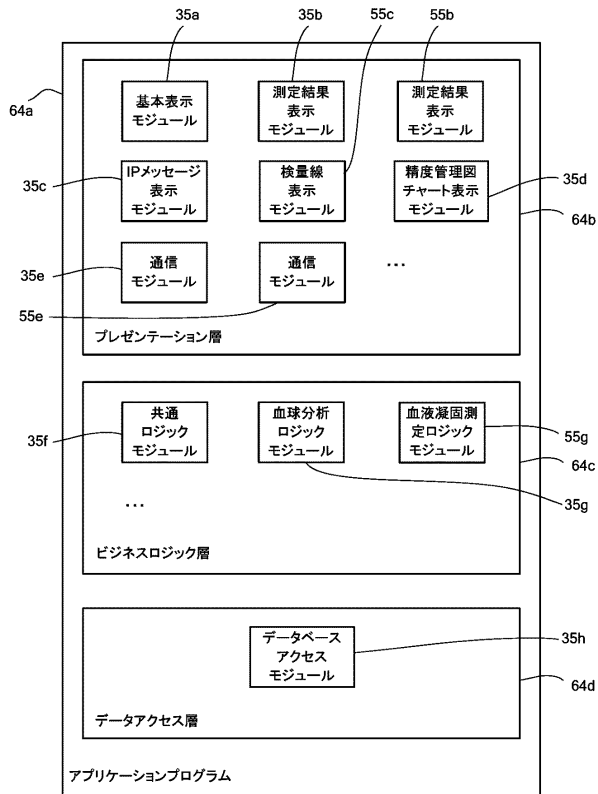 35a
35b
55c
55b
64a
基本表示
モジュール
測定結果
表示
モジュール
測定結果
表示
モジュール
35c
IPメッセージ
表示
モジュール
検量線
表示
モジュール
精度管理図
チャート表示
モジュール
35d
64b
35e
通信
モジュール
通信
モジュール
…
55e
プレゼンテーション層
35f
共通
ロジック
モジュール
血球分析
ロジック
モジュール
血液凝固測
定ロジック
モジュール
55g
64c
…
35g
ビジネスロジック層
データベース
アクセス
モジュール
35h
64d
データアクセス層
アプリケーションプログラム